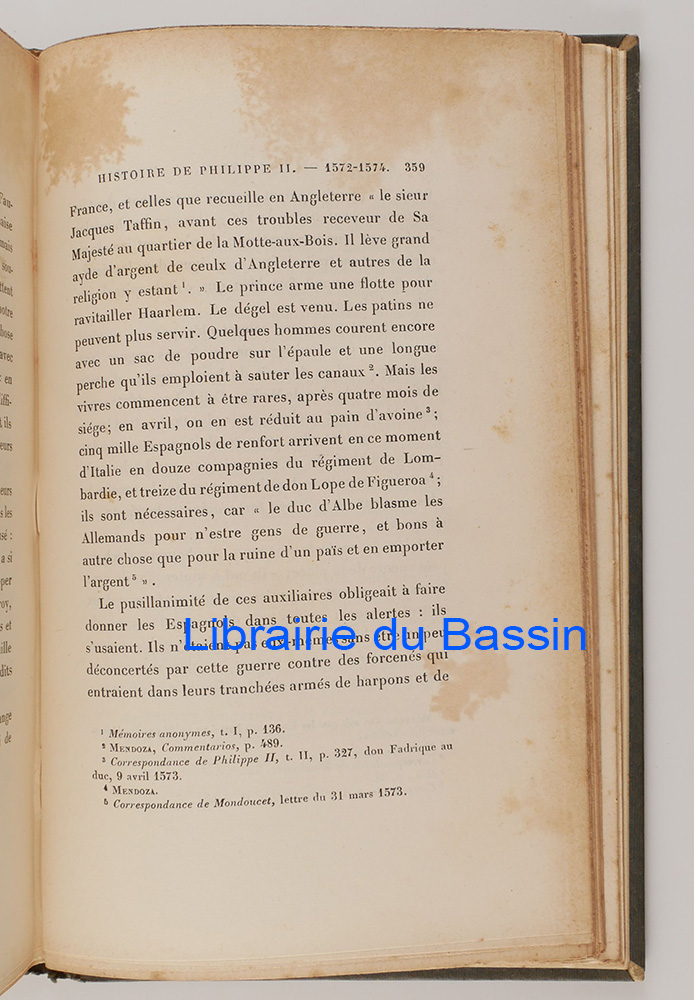 HISTOIRE DE PHILIPPE II. — 1572-1574. 359
France, et celles que recueille en Angleterre « le sieur
Jacques Taffin, avant ces troubles receveur de Sa
Majesté au quartier de la Motte-aux-Bois. Il lève grand
ayde d'argent de ceulx d'Angleterre et autres de la
religion y estant ¹. » Le prince arme une flotte pour
ravitailler Haarlem. Le dégel est venu. Les patins ne
peuvent plus servir. Quelques hommes courent encore
avec un sac de poudre sur l'épaule et une longue
perche qu'ils emploient à sauter les canaux ². Mais les
vivres commencent à être rares, après quatre mois de
siége; en avril, on en est réduit au pain d'avoine ³;
cinq mille Espagnols de renfort arrivent en ce moment
d'Italie en douze compagnies du régiment de Lom-
bardie, et treize du régiment de don Lope de Figueroa ⁴;
ils sont nécessaires, car « le duc d'Albe blasme les
Allemands pour n'estre gens de guerre, et bons à
autre chose que pour la ruine d'un païs et en emporter
l'argent ⁵ ».
Le pusillanimité de ces auxiliaires obligeait à faire
donner les Espagnols dans toutes les alertes : ils
s'usaient. Ils n'étaient pas eux-mêmes sans être un peu
déconcertés par cette guerre contre des forcenés qui
entraient dans leurs tranchées armés de harpons et de
¹ Mémoires anonymes, t. I, p. 136.
² MENDOZA, Commentarios, p. 489.
³ Correspondance de Philippe II, t. II, p. 327, don Fadrique au
duc, 9 avril 1573.
⁴ MENDOZA.
⁵ Correspondance de Mondoucet, lettre du 31 mars 1573.
Librairie du Bassin